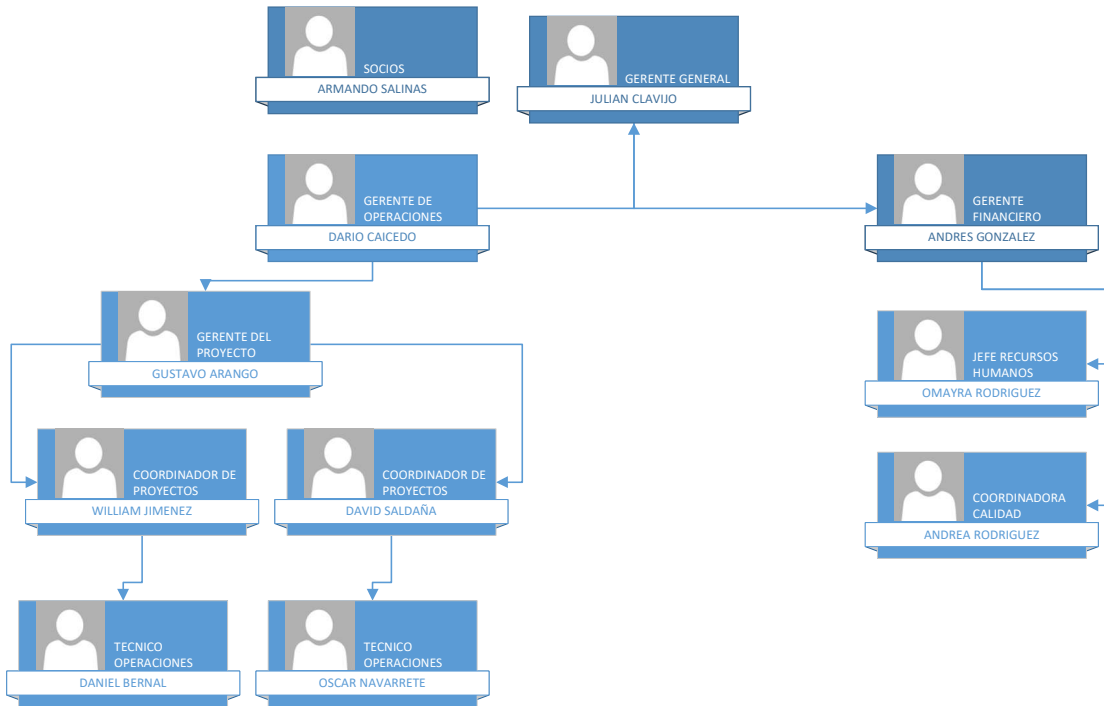 SOCIOS
ARMANDO SALINAS
GERENTE GENERAL
JULIAN CLAVIJO
GERENTE DE
OPERACIONES
DARIO CAICEDO
GERENTE
FINANCIERO
ANDRES GONZALEZ
GERENTE DEL
PROYECTO
GUSTAVO ARANGO
JEFE RECURSOS
HUMANOS
OMAYRA RODRIGUEZ
COORDINADOR DE
PROYECTOS
WILLIAM JIMENEZ
COORDINADOR DE
PROYECTOS
DAVID SALDAÑA
COORDINADORA
CALIDAD
ANDREA RODRIGUEZ
TECNICO
OPERACIONES
DANIEL BERNAL
TECNICO
OPERACIONES
OSCAR NAVARRETE